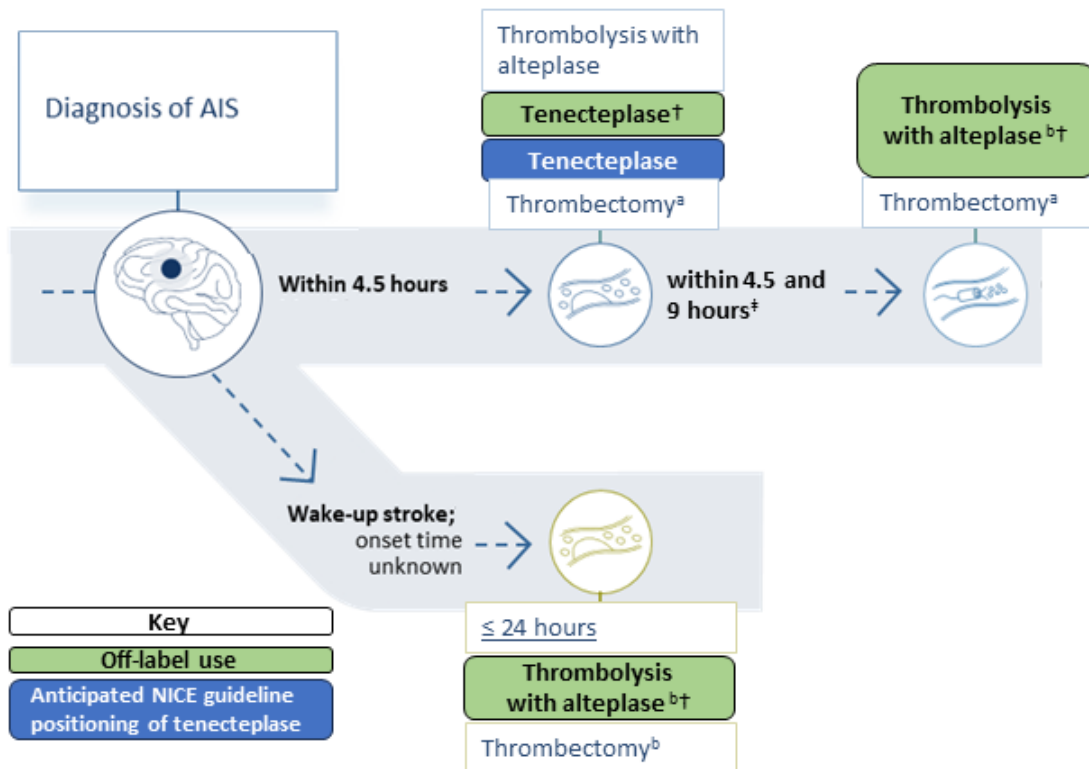 Diagnosis of AIS
Thrombolysis with
alteplase
Tenecteplase†
Tenecteplase
Thrombectomyᵃ
Thrombolysis
with alteplase ᵇ†
Thrombectomyᵃ
Within 4.5 hours
within 4.5 and
9 hours‡
Wake-up stroke;
onset time
unknown
≤ 24 hours
Thrombolysis
with alteplase ᵇ†
Thrombectomyᵇ
Key
Off-label use
Anticipated NICE guideline
positioning of tenecteplase